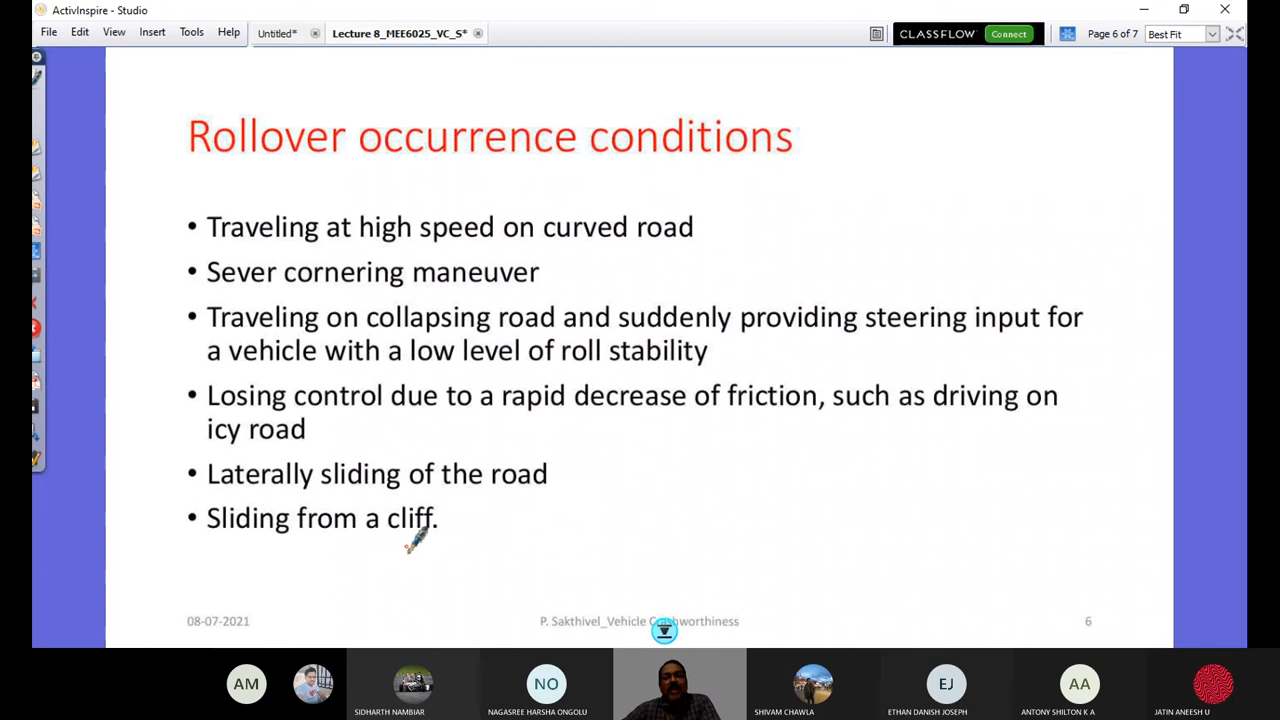 ActivInspire - Studio
File Edit View Insert Tools Help Untitled* Lecture 8_MEE6025_VC_S* CLASSFLOW Connect Page 6 of 7 Best Fit
Rollover occurrence conditions
• Traveling at high speed on curved road
• Sever cornering maneuver
• Traveling on collapsing road and suddenly providing steering input for
a vehicle with a low level of roll stability
• Losing control due to a rapid decrease of friction, such as driving on
icy road
• Laterally sliding of the road
• Sliding from a cliff.
08-07-2021 P. Sakthivel_Vehicle Crashworthiness 6
AM NO EJ AA
SIDHARTH NAMBIAR NAGASREE HARSHA ONGOLU SHIVAM CHAWLA ETHAN DANISH JOSEPH ANTONY SHILTON K A JATIN ANEESH U